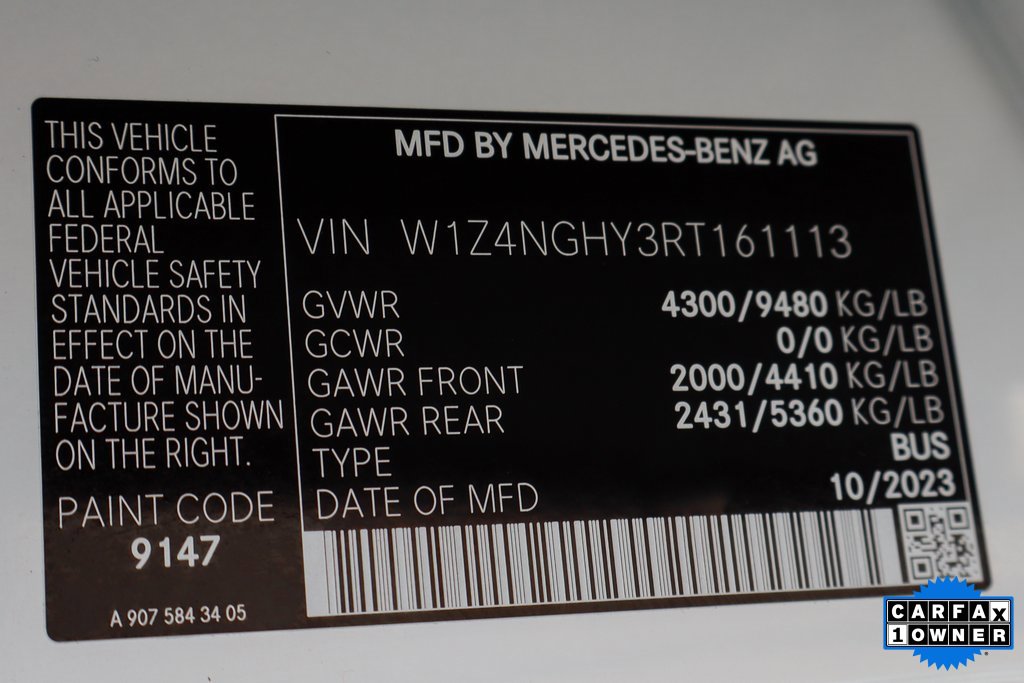 THIS VEHICLE
CONFORMS TO
ALL APPLICABLE
FEDERAL
VEHICLE SAFETY
STANDARDS IN
EFFECT ON THE
DATE OF MANU-
FACTURE SHOWN
ON THE RIGHT.
PAINT CODE
9147
A 907 584 34 05
MFD BY MERCEDES-BENZ AG
VIN W1Z4NGHY3RT161113
GVWR 4300/9480 KG/LB
GCWR 0/0 KG/LB
GAWR FRONT 2000/4410 KG/LB
GAWR REAR 2431/5360 KG/LB
TYPE BUS
DATE OF MFD 10/2023
CARFAX
1 OWNER